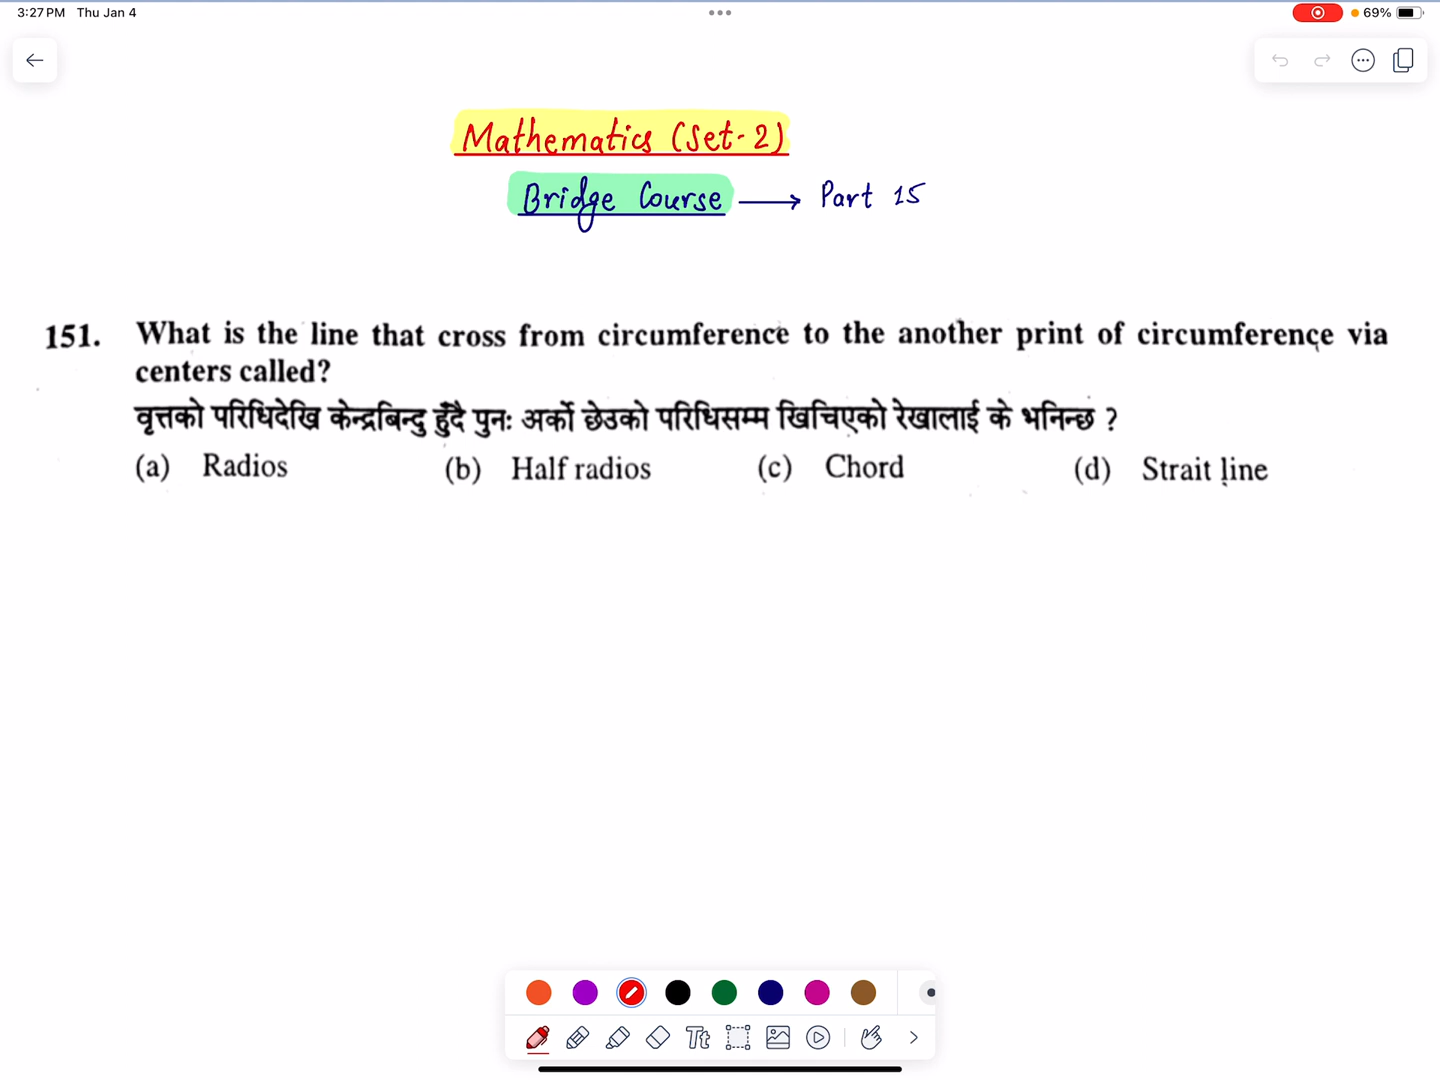 3:27 PM Thu Jan 4
69%
Mathematics (Set-2)
Bridge Course → Part 15
151. What is the line that cross from circumference to the another print of circumference via
centers called?
वृत्तको परिधिदेखि केन्द्रबिन्दु हुँदै पुनः अर्को छेउको परिधिसम्म खिचिएको रेखालाई के भनिन्छ ?
(a) Radios (b) Half radios (c) Chord (d) Strait line
Tt